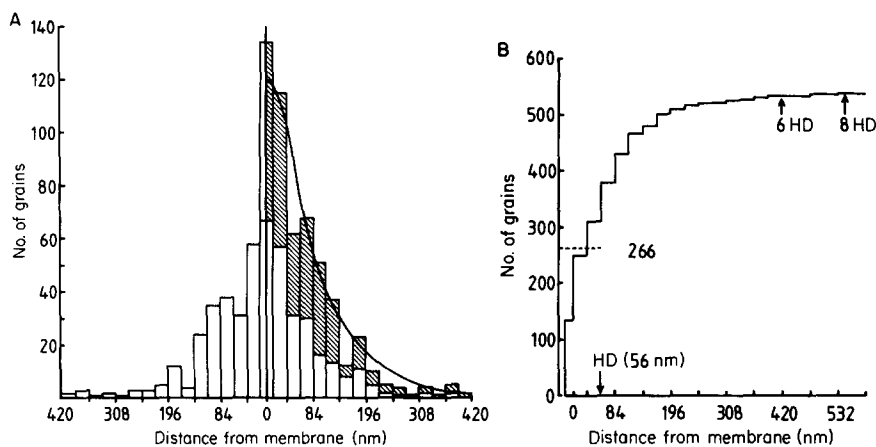 A
No. of grains
140
120
100
80
60
40
20
420 308 196 84 0 84 196 308 420
Distance from membrane (nm)
B
No. of grains
600
500
400
300
200
100
0
266
HD (56 nm)
6 HD
8 HD
0 84 196 308 420 532
Distance from membrane (nm)